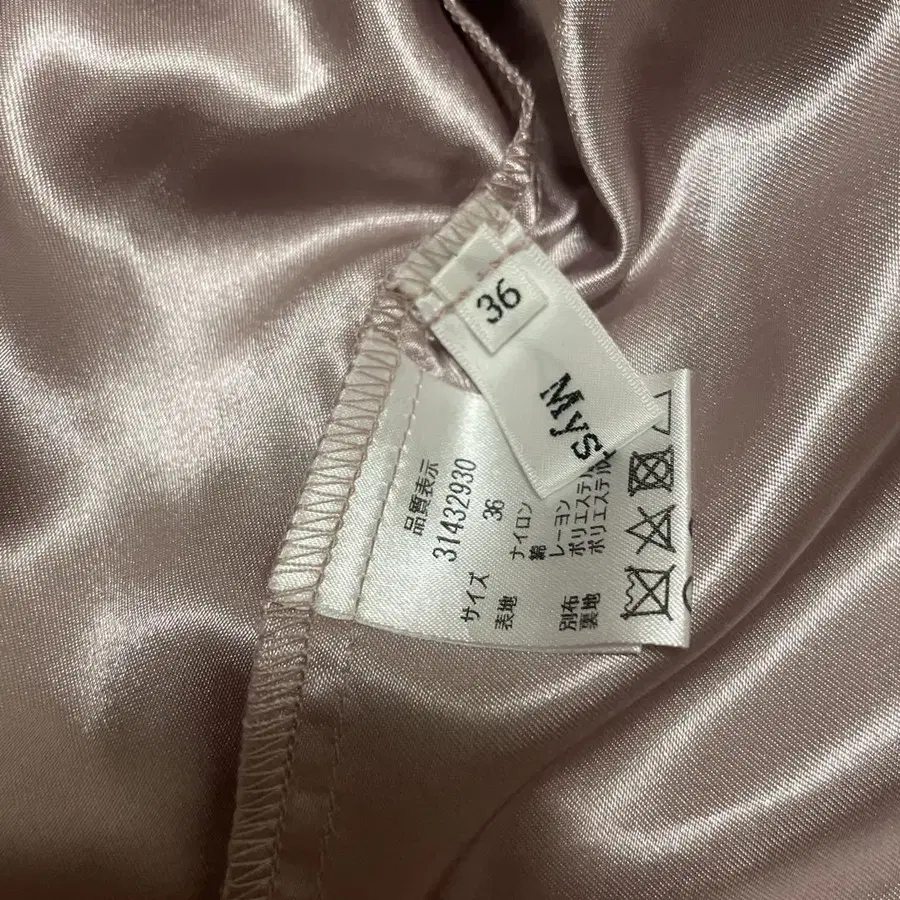 36
Mys
品質表示
31432930
サイズ 36
表地 ナイロン
綿
レーヨン
別布 ポリエステル
裏地 ポリエステル